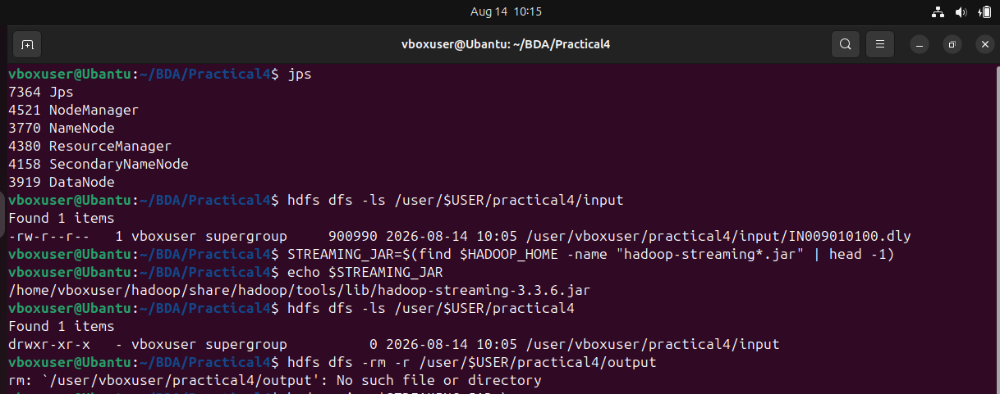 Aug 14 10:15
vboxuser@Ubantu: ~/BDA/Practical4
vboxuser@Ubantu:~/BDA/Practical4$ jps
7364 Jps
4521 NodeManager
3770 NameNode
4380 ResourceManager
4158 SecondaryNameNode
3919 DataNode
vboxuser@Ubantu:~/BDA/Practical4$ hdfs dfs -ls /user/$USER/practical4/input
Found 1 items
-rw-r--r--   1 vboxuser supergroup     900990 2026-08-14 10:05 /user/vboxuser/practical4/input/IN009010100.dly
vboxuser@Ubantu:~/BDA/Practical4$ STREAMING_JAR=$(find $HADOOP_HOME -name "hadoop-streaming*.jar" | head -1)
vboxuser@Ubantu:~/BDA/Practical4$ echo $STREAMING_JAR
/home/vboxuser/hadoop/share/hadoop/tools/lib/hadoop-streaming-3.3.6.jar
vboxuser@Ubantu:~/BDA/Practical4$ hdfs dfs -ls /user/$USER/practical4
Found 1 items
drwxr-xr-x   - vboxuser supergroup          0 2026-08-14 10:05 /user/vboxuser/practical4/input
vboxuser@Ubantu:~/BDA/Practical4$ hdfs dfs -rm -r /user/$USER/practical4/output
rm: `/user/vboxuser/practical4/output': No such file or directory